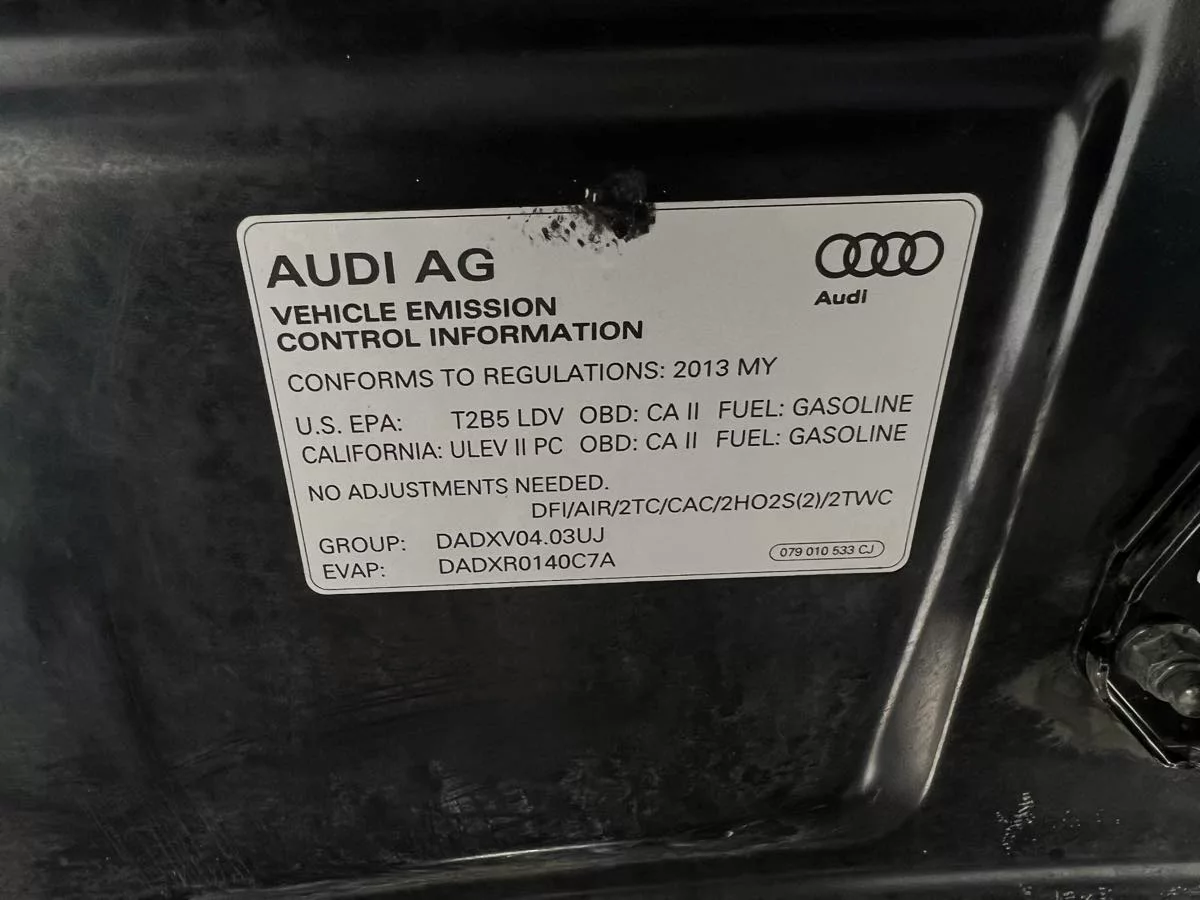 AUDI AG
Audi
VEHICLE EMISSION
CONTROL INFORMATION
CONFORMS TO REGULATIONS: 2013 MY
U.S. EPA: T2B5 LDV OBD: CA II FUEL: GASOLINE
CALIFORNIA: ULEV II PC OBD: CA II FUEL: GASOLINE
NO ADJUSTMENTS NEEDED.
DFI/AIR/2TC/CAC/2HO2S(2)/2TWC
GROUP: DADXV04.03UJ
EVAP: DADXR0140C7A
079 010 533 CJ